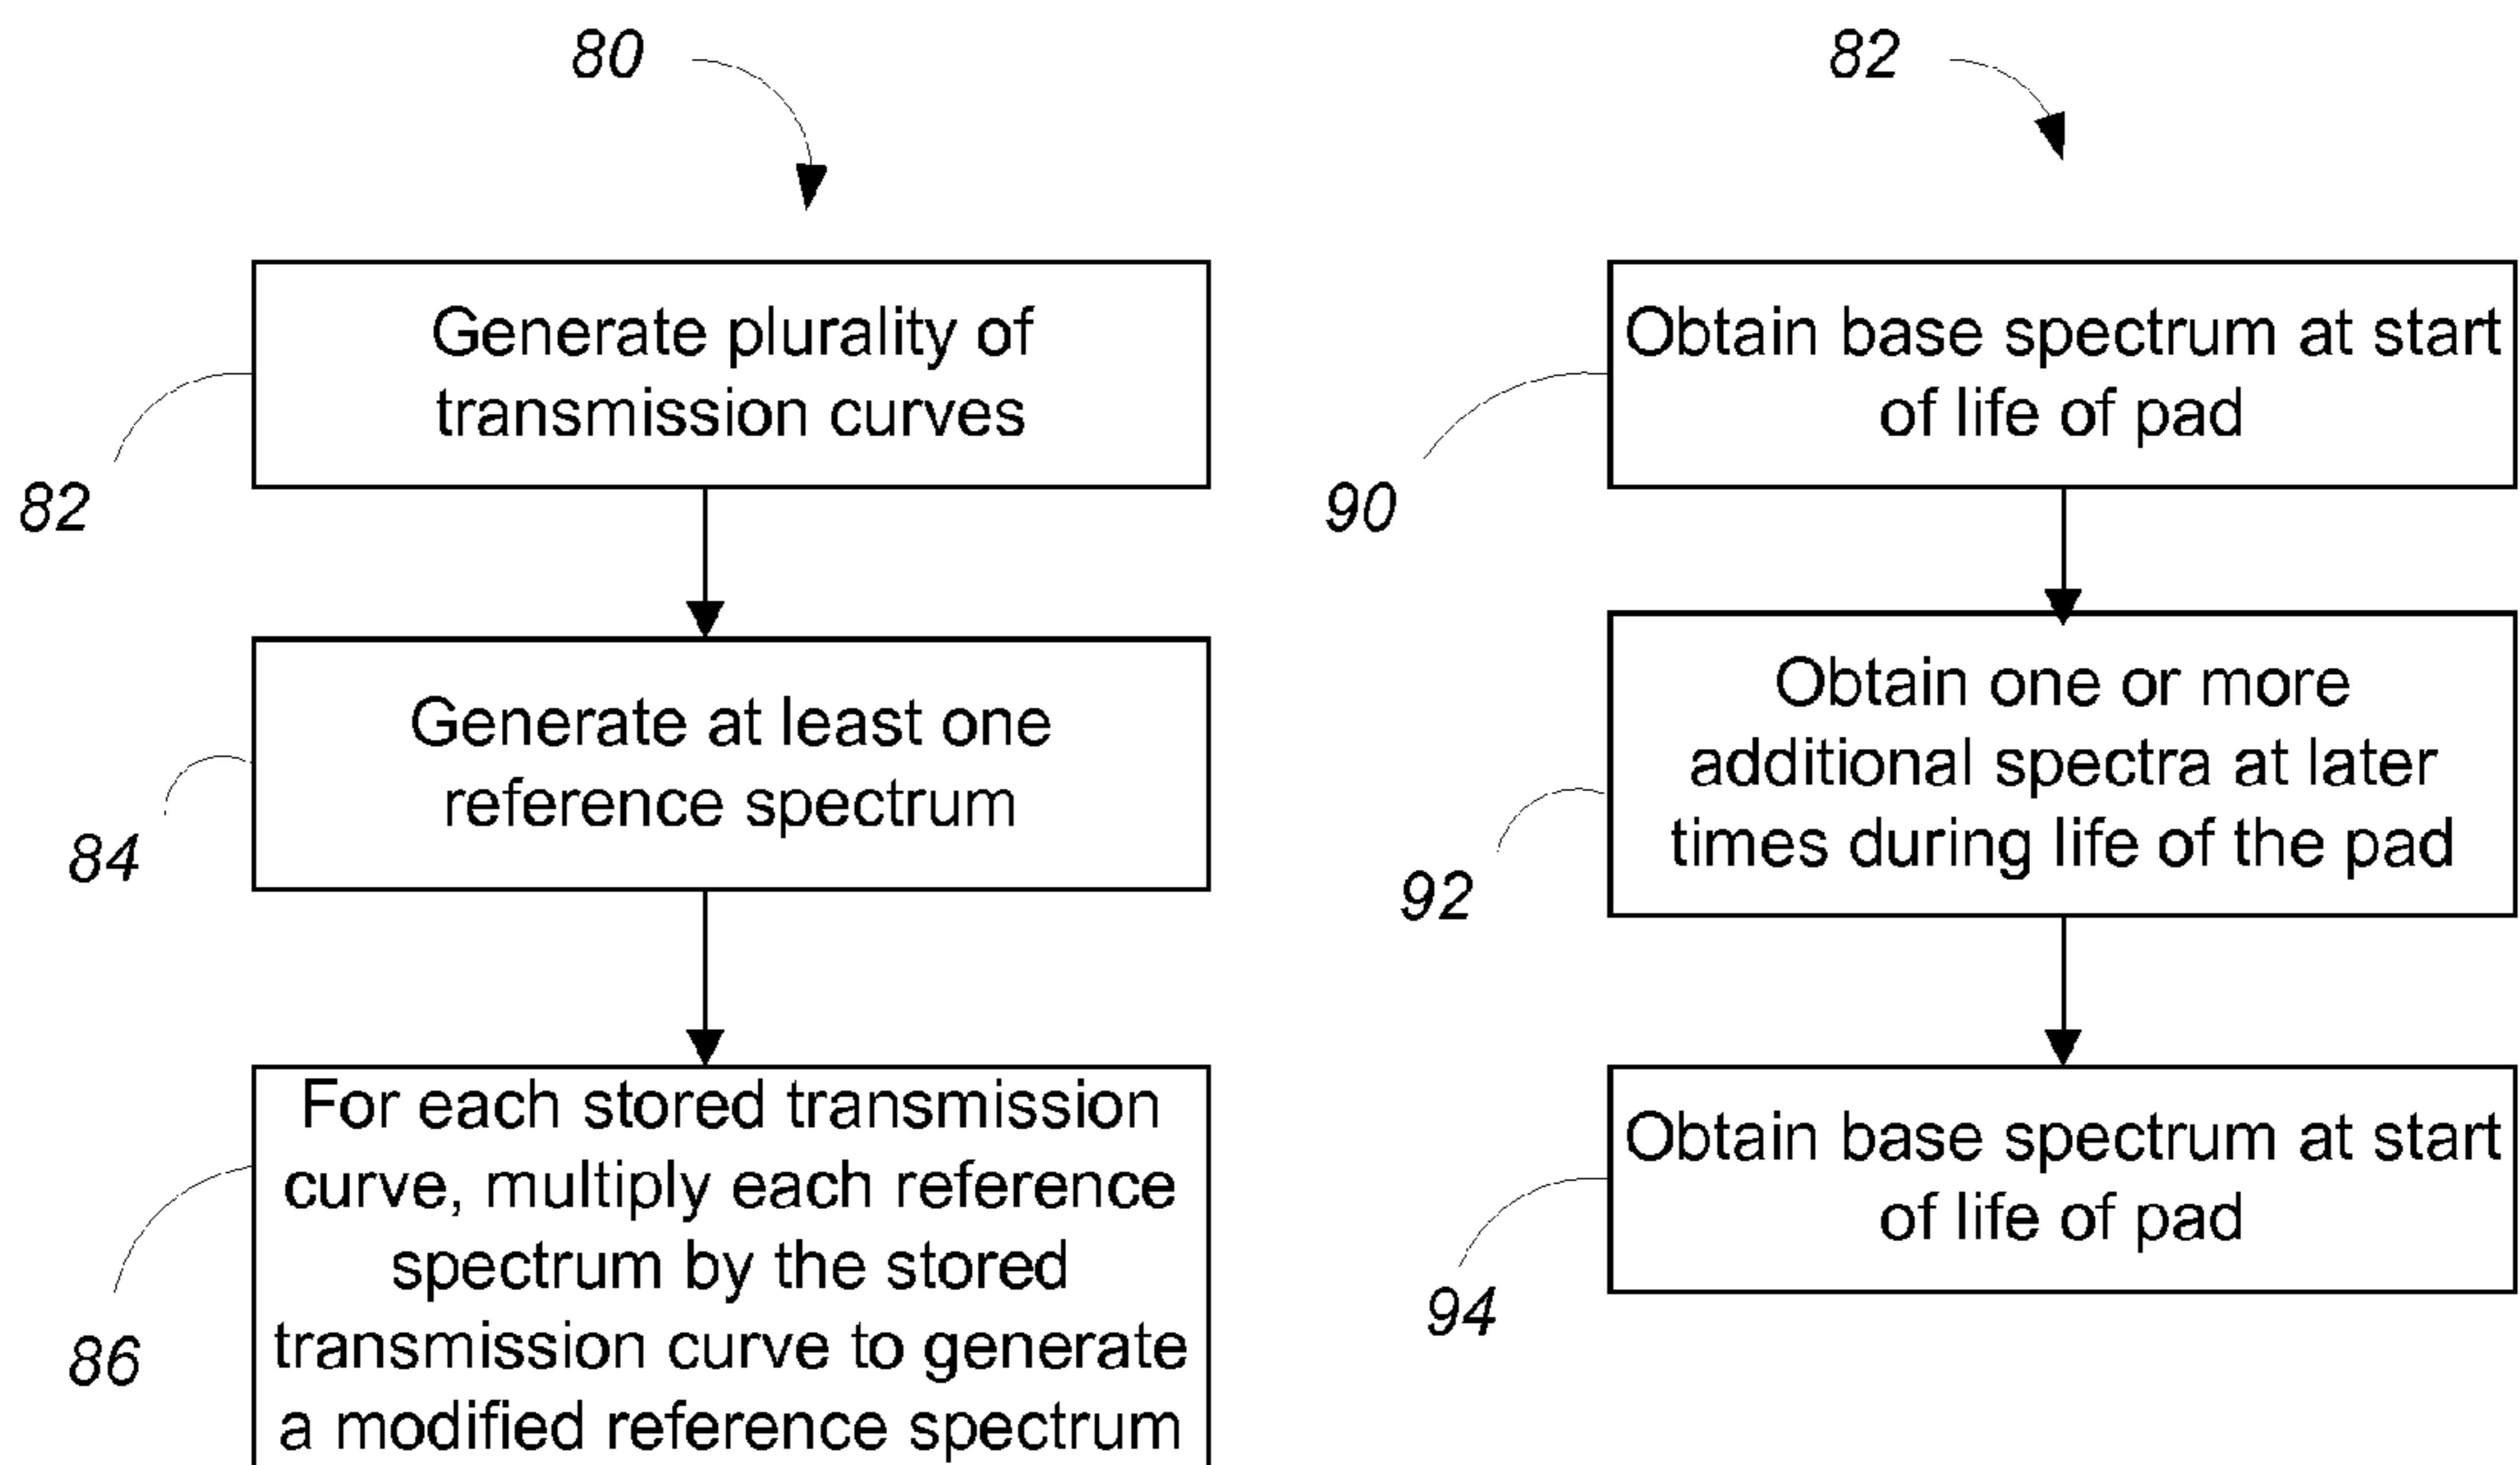 80
Generate plurality of
transmission curves
82
Generate at least one
reference spectrum
84
For each stored transmission
curve, multiply each reference
spectrum by the stored
transmission curve to generate
a modified reference spectrum
86
82
Obtain base spectrum at start
of life of pad
90
Obtain one or more
additional spectra at later
times during life of the pad
92
Obtain base spectrum at start
of life of pad
94